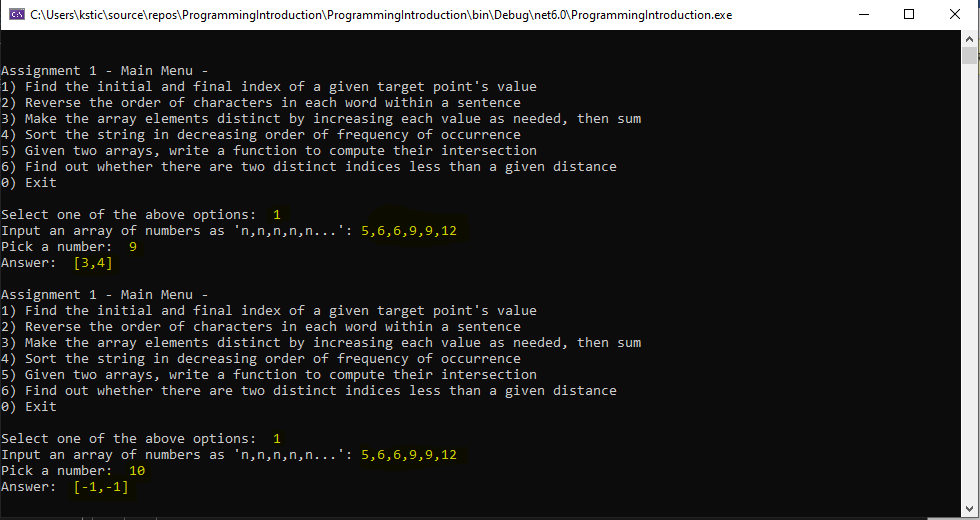 C:\Users\kstic\source\repos\ProgrammingIntroduction\ProgrammingIntroduction\bin\Debug\net6.0\ProgrammingIntroduction.exe
Assignment 1 - Main Menu -
1) Find the initial and final index of a given target point's value
2) Reverse the order of characters in each word within a sentence
3) Make the array elements distinct by increasing each value as needed, then sum
4) Sort the string in decreasing order of frequency of occurrence
5) Given two arrays, write a function to compute their intersection
6) Find out whether there are two distinct indices less than a given distance
0) Exit
Select one of the above options:  1
Input an array of numbers as 'n,n,n,n,n...': 5,6,6,9,9,12
Pick a number:  9
Answer:  [3,4]
Assignment 1 - Main Menu -
1) Find the initial and final index of a given target point's value
2) Reverse the order of characters in each word within a sentence
3) Make the array elements distinct by increasing each value as needed, then sum
4) Sort the string in decreasing order of frequency of occurrence
5) Given two arrays, write a function to compute their intersection
6) Find out whether there are two distinct indices less than a given distance
0) Exit
Select one of the above options:  1
Input an array of numbers as 'n,n,n,n,n...': 5,6,6,9,9,12
Pick a number:  10
Answer:  [-1,-1]